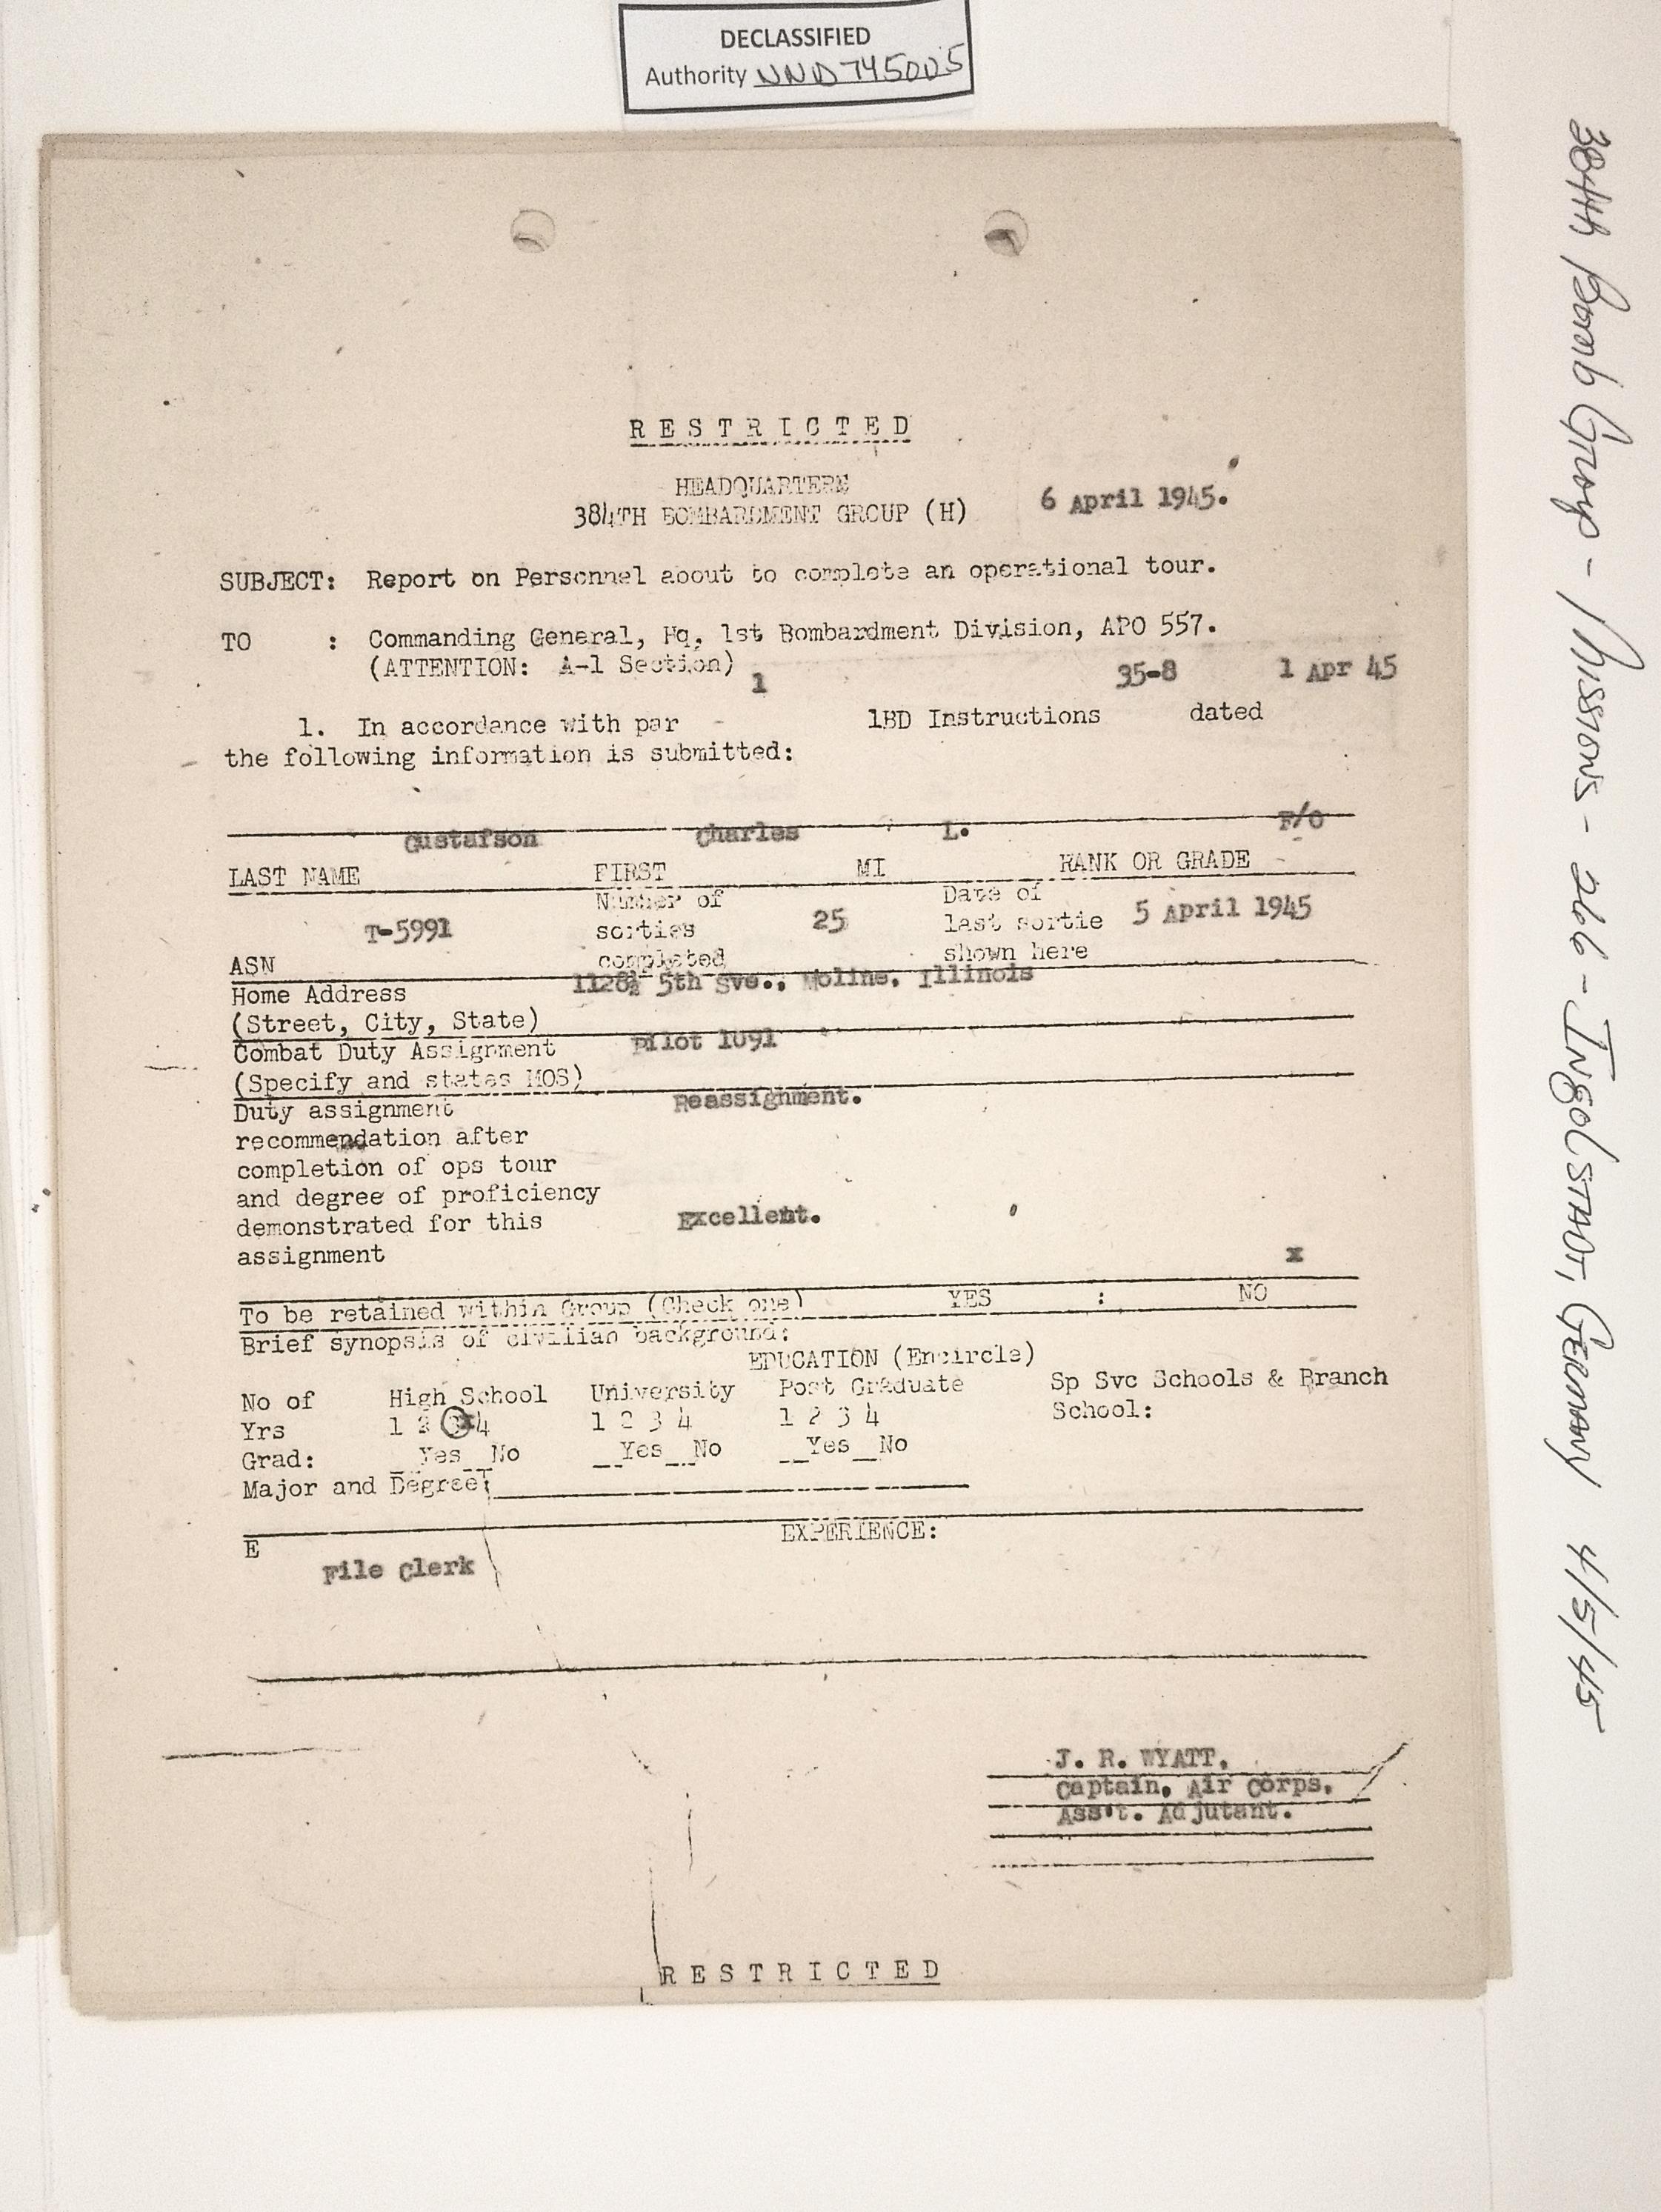 DECLASSIFIED
Authority NND 745005
RESTRICTED
HEADQUARTERS
384TH BOMBARDMENT GROUP (H) 6 April 1945.
SUBJECT: Report on Personnel about to complete an operational tour.
TO : Commanding General, Hq, 1st Bombardment Division, APO 557.
(ATTENTION: A-1 Section)
1 35-8 1 Apr 45
1. In accordance with par 1BD Instructions dated
the following information is submitted:
Gustafson Charles L. F/O
LAST NAME FIRST MI RANK OR GRADE
T-5991
ASN
Number of
sorties
completed
25
Date of
last sortie
shown here
5 April 1945
Home Address
(Street, City, State)
1128½ 5th Sve., Moline, Illinois
Combat Duty Assignment
(Specify and states MOS)
Pilot 1091
Duty assignment
recommendation after
completion of ops tour
and degree of proficiency
demonstrated for this
assignment
Reassignment.
Excellent.
x
To be retained within Group (Check one) YES : NO
Brief synopsis of civilian background:
EDUCATION (Encircle)
No of High School University Post Graduate Sp Svc Schools & Branch
Yrs 1 2 3 4 1 2 3 4 1 2 3 4 School:
Grad: __Yes__No __Yes__No __Yes__No
Major and Degree:
E EXPERIENCE:
File Clerk
J. R. WYATT,
Captain, Air Corps,
Ass't. Adjutant.
RESTRICTED
384th Bomb Group - Missions - 266 - INGOLSTADT, GERMANY 4/5/45